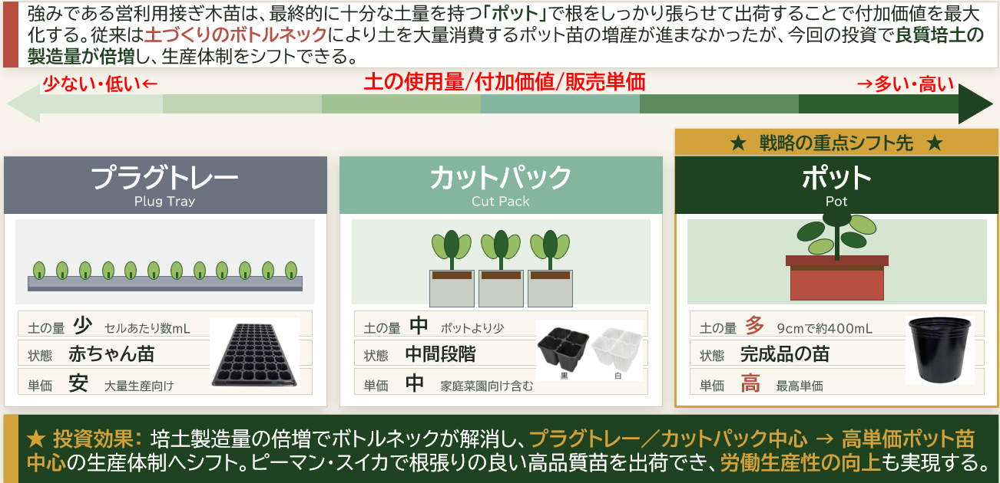 強みである営利用接ぎ木苗は、最終的に十分な土量を持つ「ポット」で根をしっかり張らせて出荷することで付加価値を最大
化する。従来は土づくりのボトルネックにより土を大量消費するポット苗の増産が進まなかったが、今回の投資で良質培土の
製造量が倍増し、生産体制をシフトできる。
少ない・低い←
土の使用量/付加価値/販売単価
→多い・高い
★ 戦略の重点シフト先 ★
プラグトレー
Plug Tray
土の量 少 セルあたり数mL
状態 赤ちゃん苗
単価 安 大量生産向け
カットパック
Cut Pack
土の量 中 ポットより少
状態 中間段階
単価 中 家庭菜園向け含む
黒 白
ポット
Pot
土の量 多 9cmで約400mL
状態 完成品の苗
単価 高 最高単価
★ 投資効果： 培土製造量の倍増でボトルネックが解消し、プラグトレー／カットパック中心 → 高単価ポット苗
中心の生産体制へシフト。ピーマン・スイカで根張りの良い高品質苗を出荷でき、労働生産性の向上も実現する。